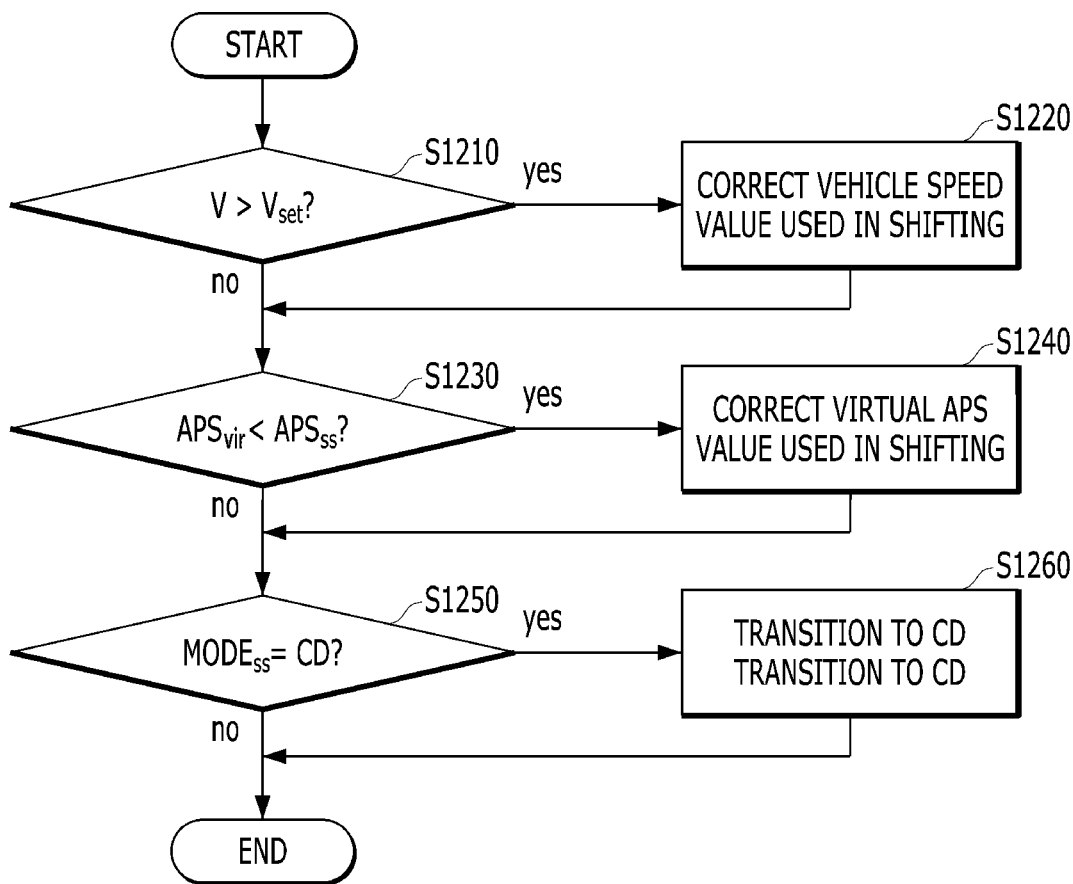 START
S1210
V > Vset?
yes
no
S1220
CORRECT VEHICLE SPEED
VALUE USED IN SHIFTING
S1230
APSvir< APSss?
yes
no
S1240
CORRECT VIRTUAL APS
VALUE USED IN SHIFTING
S1250
MODEss= CD?
yes
no
S1260
TRANSITION TO CD
TRANSITION TO CD
END